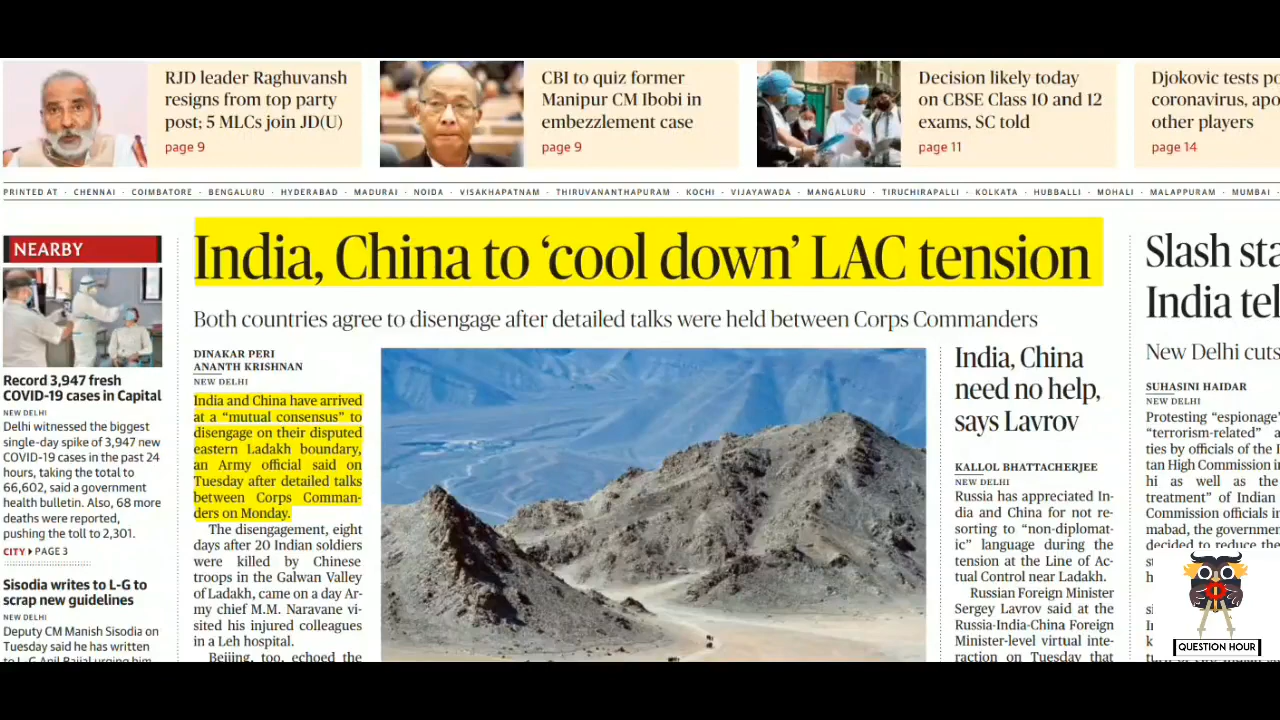 RJD leader Raghuvansh
resigns from top party
post; 5 MLCs join JD(U)
page 9
CBI to quiz former
Manipur CM Ibobi in
embezzlement case
page 9
Decision likely today
on CBSE Class 10 and 12
exams, SC told
page 11
Djokovic tests po
coronavirus, apo
other players
page 14
PRINTED AT · CHENNAI · COIMBATORE · BENGALURU · HYDERABAD · MADURAI · NOIDA · VISAKHAPATNAM · THIRUVANANTHAPURAM · KOCHI · VIJAYAWADA · MANGALURU · TIRUCHIRAPALLI · KOLKATA · HUBBALLI · MOHALI · MALAPPURAM · MUMBAI ·
NEARBY
Record 3,947 fresh
COVID-19 cases in Capital
NEW DELHI
Delhi witnessed the biggest
single-day spike of 3,947 new
COVID-19 cases in the past 24
hours, taking the total to
66,602, said a government
health bulletin. Also, 68 more
deaths were reported,
pushing the toll to 2,301.
CITY PAGE 3
Sisodia writes to L-G to
scrap new guidelines
NEW DELHI
Deputy CM Manish Sisodia on
Tuesday said he has written
to L-G Anil Baijal urging him
India, China to ‘cool down’ LAC tension
Both countries agree to disengage after detailed talks were held between Corps Commanders
DINAKAR PERI
ANANTH KRISHNAN
NEW DELHI
India and China have arrived
at a “mutual consensus” to
disengage on their disputed
eastern Ladakh boundary,
an Army official said on
Tuesday after detailed talks
between Corps Comman-
ders on Monday.
The disengagement, eight
days after 20 Indian soldiers
were killed by Chinese
troops in the Galwan Valley
of Ladakh, came on a day Ar-
my chief M.M. Naravane vi-
sited his injured colleagues
in a Leh hospital.
Beijing, too, echoed the
India, China
need no help,
says Lavrov
KALLOL BHATTACHERJEE
NEW DELHI
Russia has appreciated In-
dia and China for not re-
sorting to “non-diplomat-
ic” language during the
tension at the Line of Ac-
tual Control near Ladakh.
Russian Foreign Minister
Sergey Lavrov said at the
Russia-India-China Foreign
Minister-level virtual inte-
raction on Tuesday that
Slash sta
India tel
New Delhi cuts
SUHASINI HAIDAR
NEW DELHI
Protesting “espionage”
“terrorism-related” a
ties by officials of the I
tan High Commission i
hi as well as the
treatment” of Indian
Commission officials in
mabad, the governmen
decided to reduce the
QUESTION HOUR